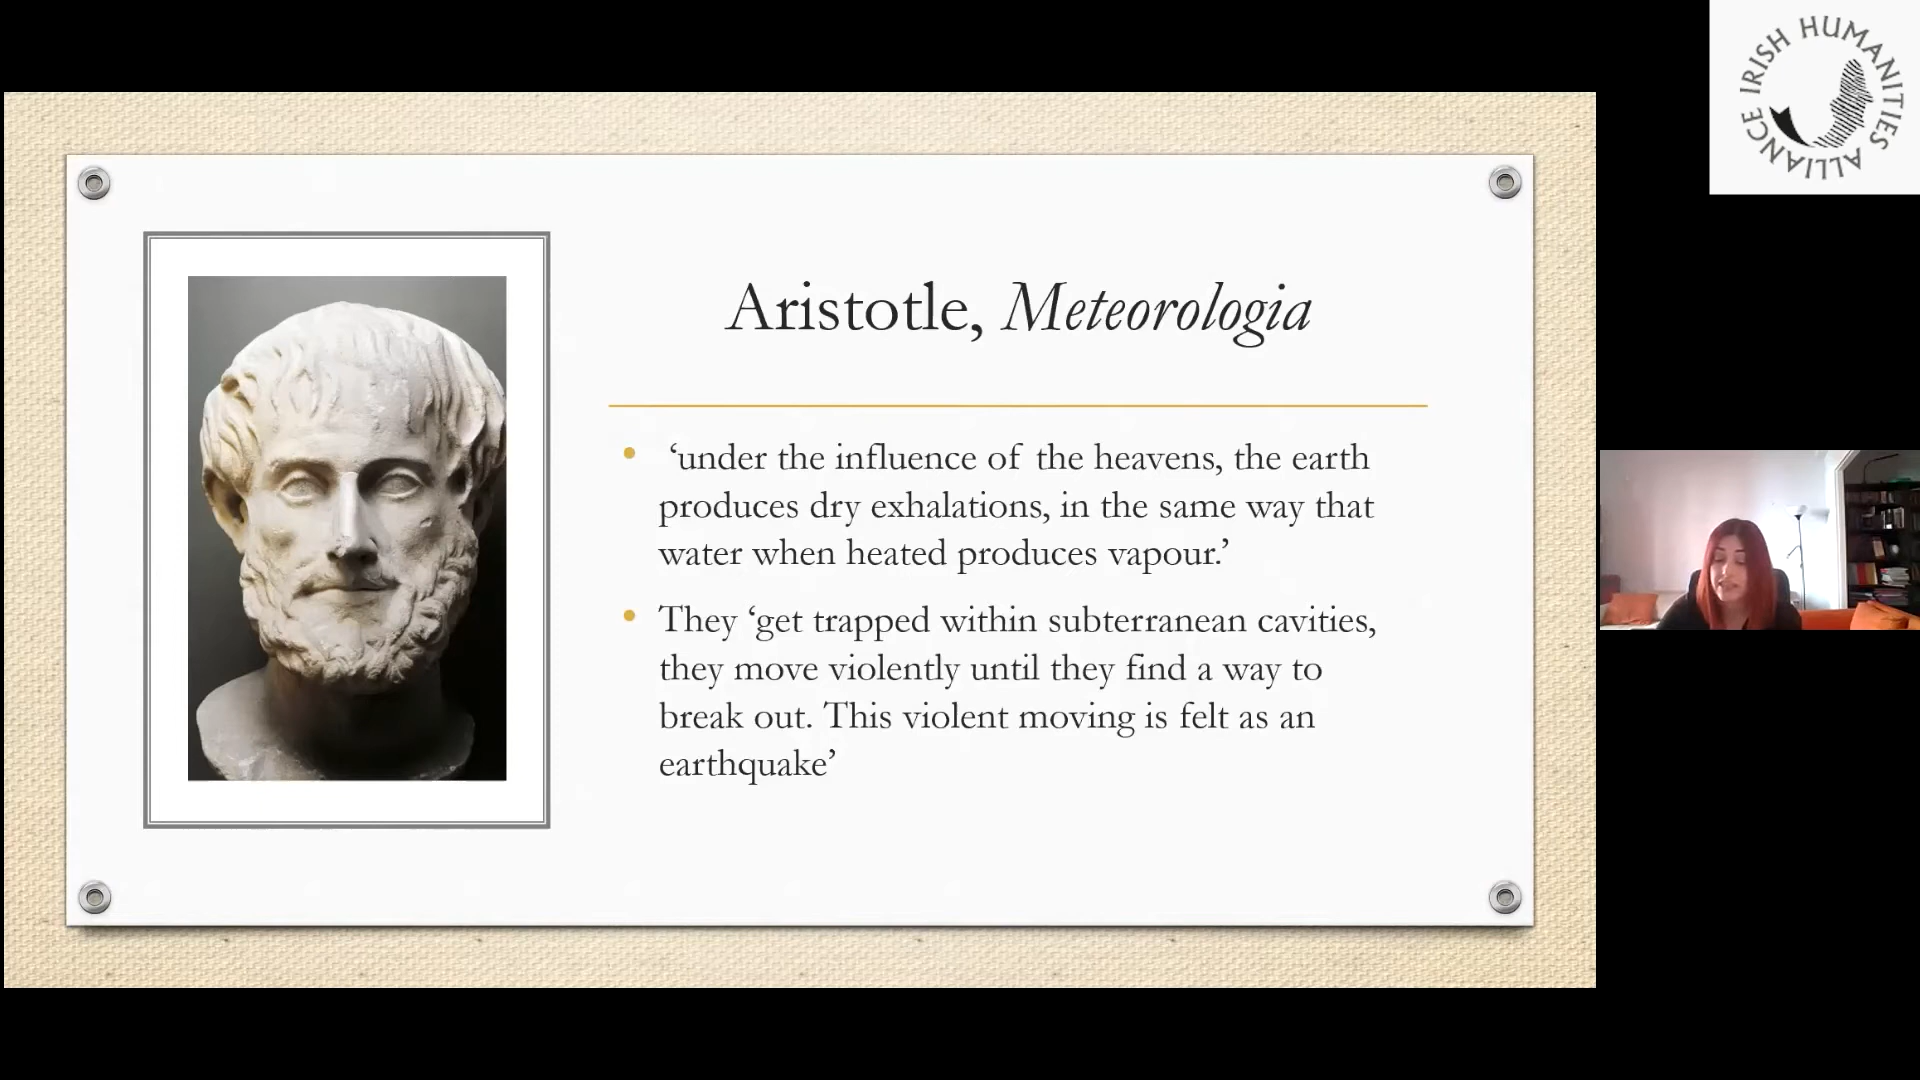 Aristotle, Meteorologia
‘under the influence of the heavens, the earth
produces dry exhalations, in the same way that
water when heated produces vapour.’
They ‘get trapped within subterranean cavities,
they move violently until they find a way to
break out. This violent moving is felt as an
earthquake’
IRISH HUMANITIES ALLIANCE